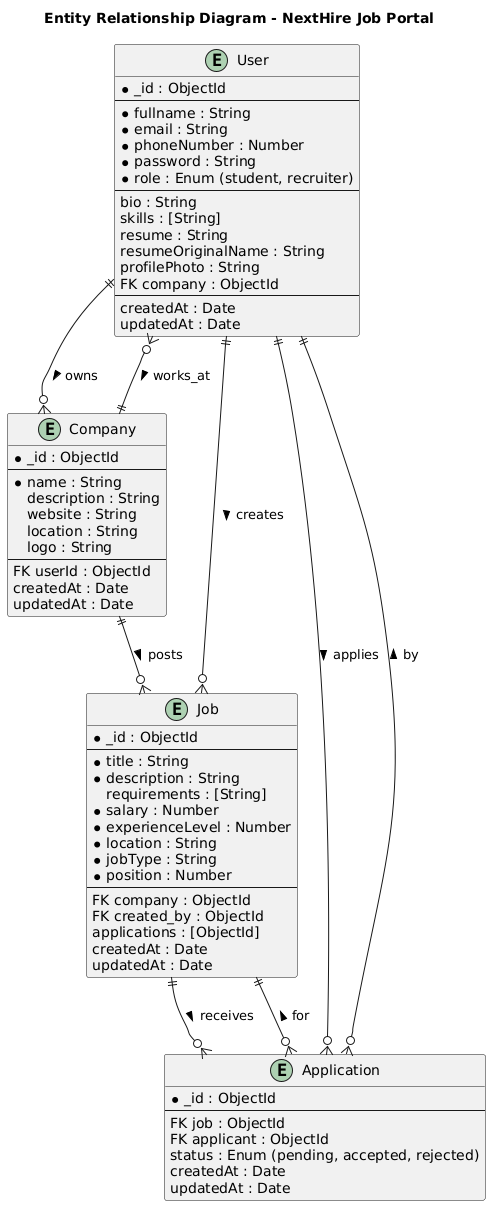 Entity Relationship Diagram - NextHire Job Portal
E User
* _id : ObjectId
* fullname : String
* email : String
* phoneNumber : Number
* password : String
* role : Enum (student, recruiter)
bio : String
skills : [String]
resume : String
resumeOriginalName : String
profilePhoto : String
FK company : ObjectId
createdAt : Date
updatedAt : Date
owns
works_at
E Company
* _id : ObjectId
* name : String
description : String
website : String
location : String
logo : String
FK userId : ObjectId
createdAt : Date
updatedAt : Date
creates
posts
applies
by
E Job
* _id : ObjectId
* title : String
* description : String
requirements : [String]
* salary : Number
* experienceLevel : Number
* location : String
* jobType : String
* position : Number
FK company : ObjectId
FK created_by : ObjectId
applications : [ObjectId]
createdAt : Date
updatedAt : Date
receives
for
E Application
* _id : ObjectId
FK job : ObjectId
FK applicant : ObjectId
status : Enum (pending, accepted, rejected)
createdAt : Date
updatedAt : Date